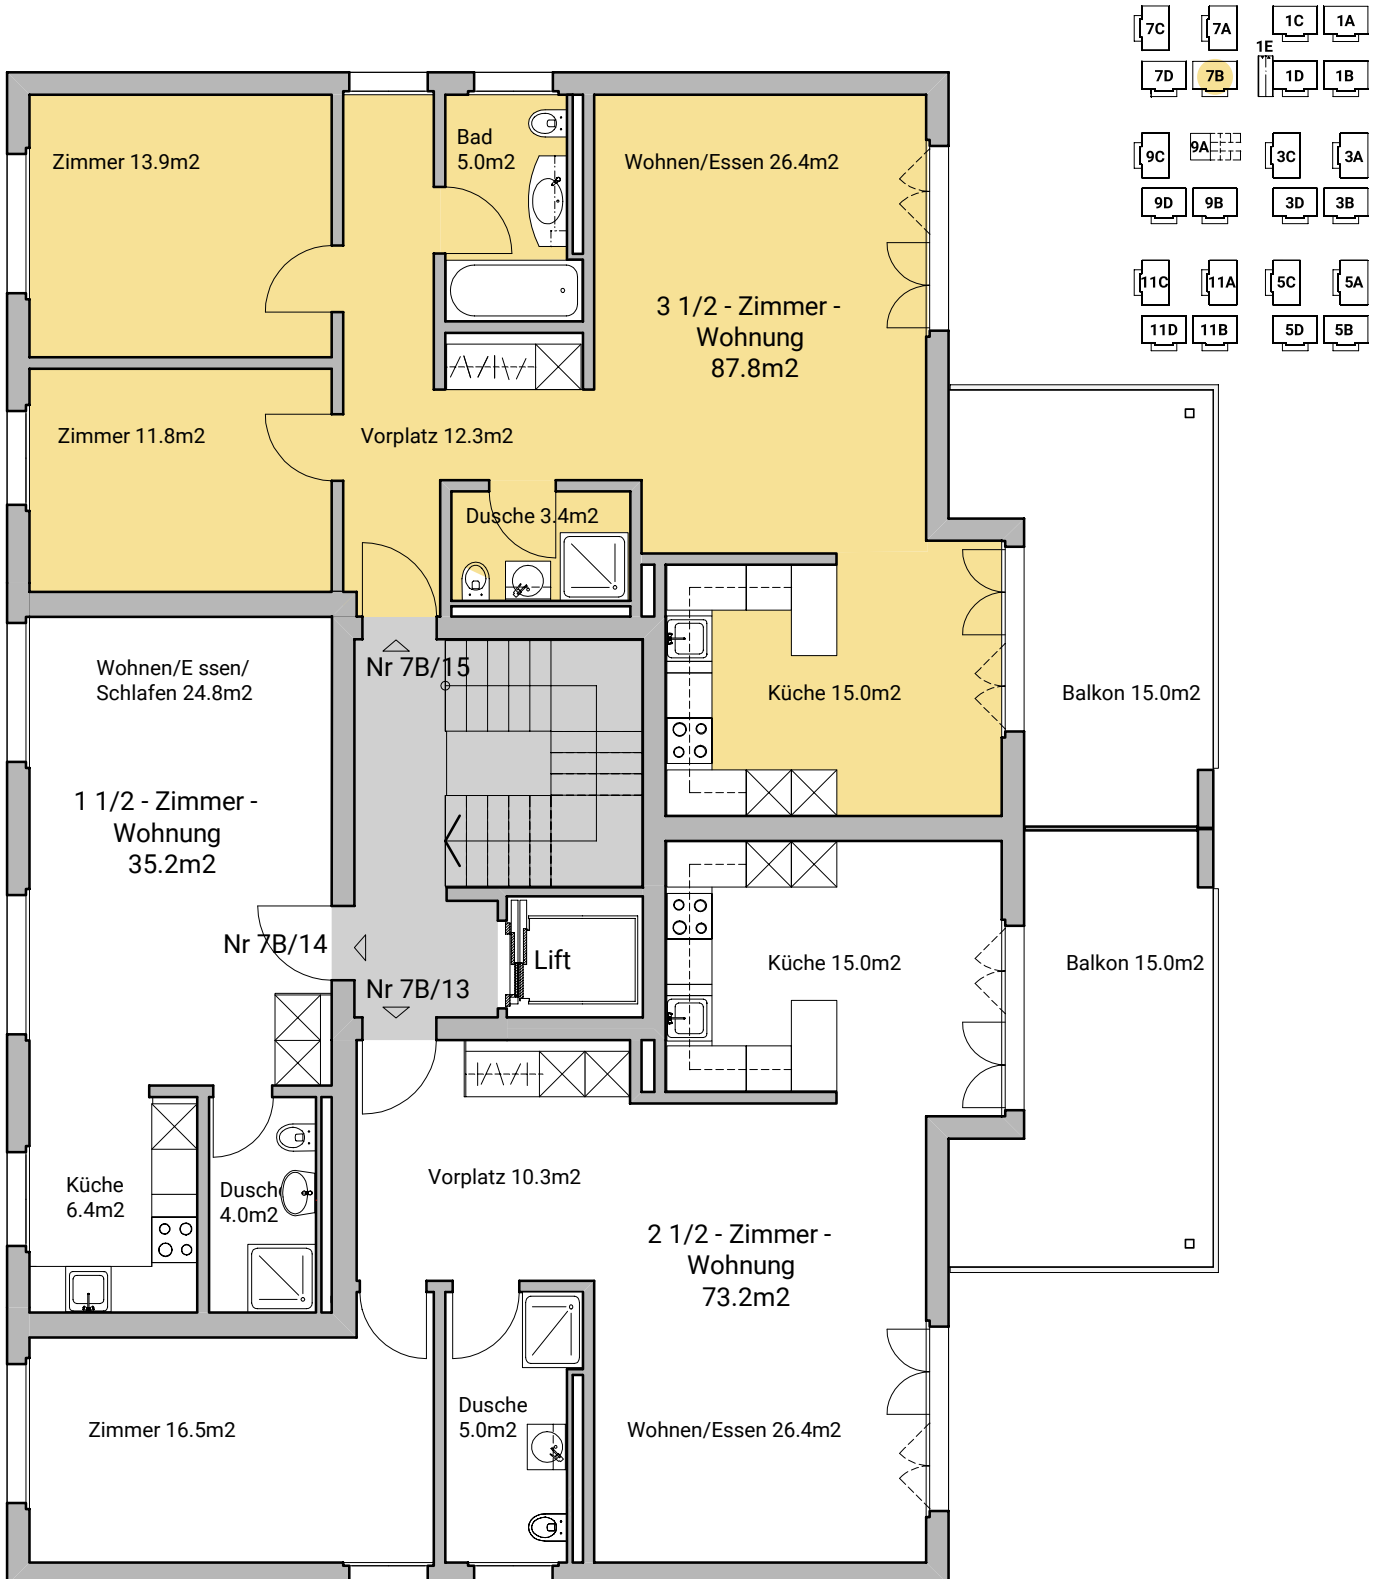 7C
7A
1C
1A
1E
7D
7B
1D
1B
9C
9A
3C
3A
9D
9B
3D
3B
11C
11A
5C
5A
11D
11B
5D
5B
Zimmer 13.9m2
Bad
5.0m2
Wohnen/Essen 26.4m2
3 1/2 - Zimmer -
Wohnung
87.8m2
Zimmer 11.8m2
Vorplatz 12.3m2
Dusche 3.4m2
Nr 7B/15
Küche 15.0m2
Balkon 15.0m2
Wohnen/E ssen/
Schlafen 24.8m2
1 1/2 - Zimmer -
Wohnung
35.2m2
Nr 7B/14
Nr 7B/13
Lift
Küche 15.0m2
Balkon 15.0m2
Küche
6.4m2
Dusche
4.0m2
Vorplatz 10.3m2
2 1/2 - Zimmer -
Wohnung
73.2m2
Zimmer 16.5m2
Dusche
5.0m2
Wohnen/Essen 26.4m2